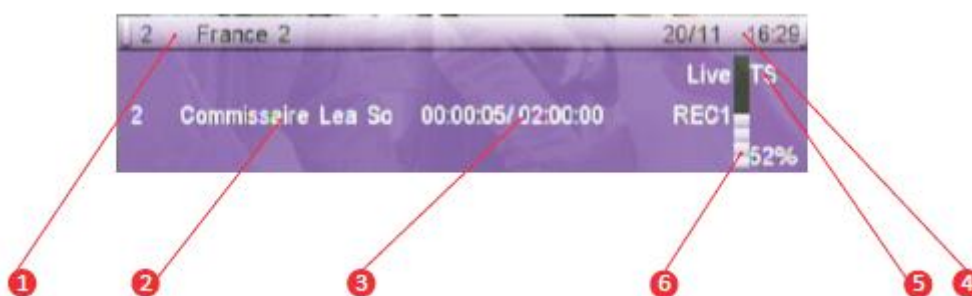 2 France 2 20/11 16:29
Live TS
2 Commissaire Lea So 00:00:05/ 02:00:00 REC1
52%
1 2 3 6 5 4